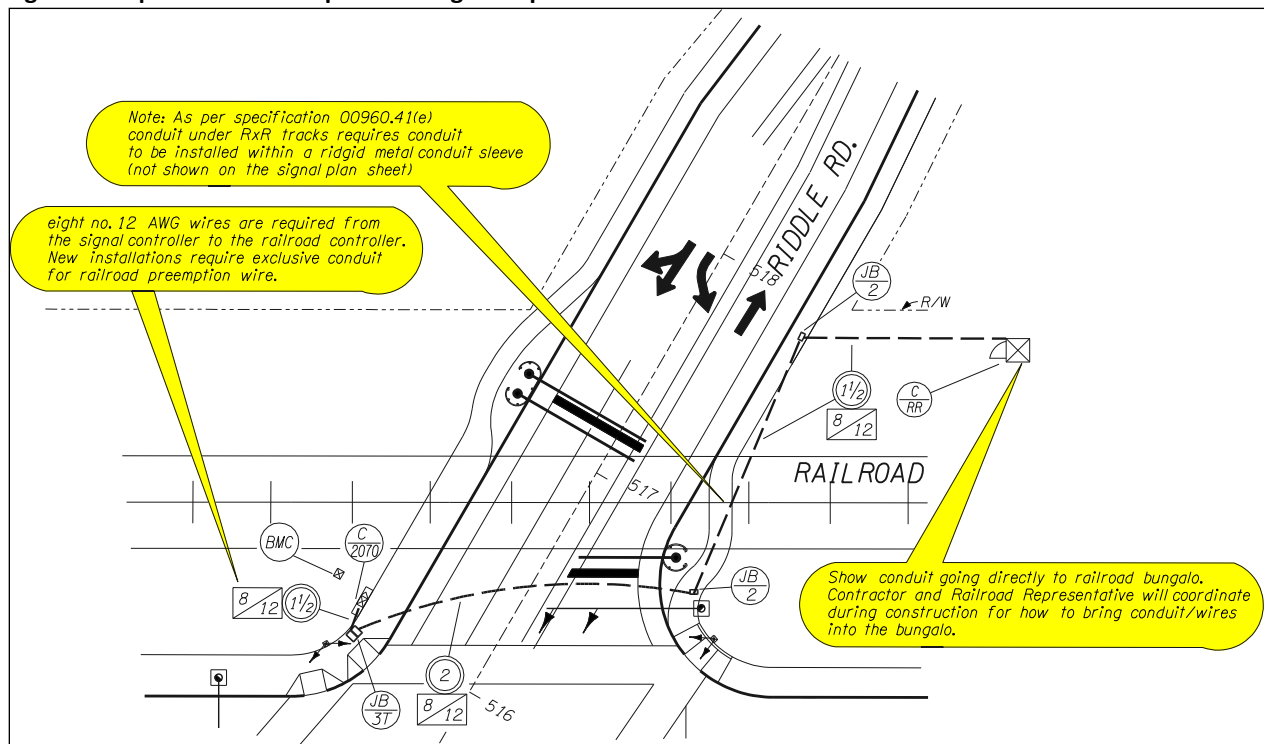 Note: As per specification 00960.41(e)
conduit under RxR tracks requires conduit
to be installed within a ridgid metal conduit sleeve
(not shown on the signal plan sheet)
eight no. 12 AWG wires are required from
the signal controller to the railroad controller.
New installations require exclusive conduit
for railroad preemption wire.
RIDDLE RD.
518
JB
2
R/W
1½
8/12
C
RR
RAILROAD
517
BMC
C
2070
8/12
1½
JB
2
Show conduit going directly to railroad bungalo.
Contractor and Railroad Representative will coordinate
during construction for how to bring conduit/wires
into the bungalo.
2
JB
3T
8/12
516